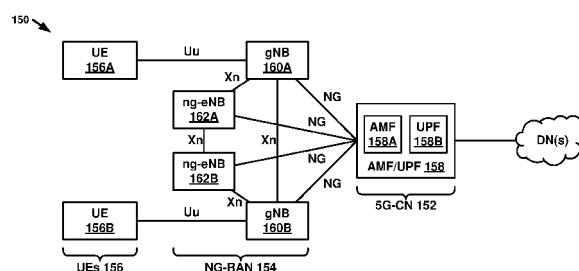 150
UE
156A
Uu
gNB
160A
Xn
NG
ng-eNB
162A
NG
Xn
Xn
AMF
158A
UPF
158B
AMF/UPF 158
DN(s)
ng-eNB
162B
NG
Xn
NG
UE
156B
Uu
gNB
160B
5G-CN 152
UEs 156
NG-RAN 154